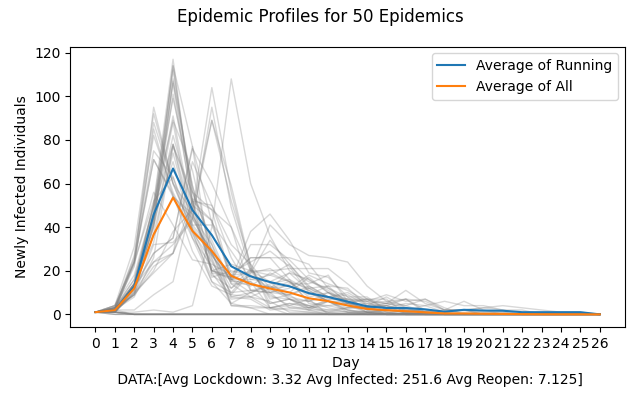 Epidemic Profiles for 50 Epidemics
Newly Infected Individuals
120
100
80
60
40
20
0
Average of Running
Average of All
0 1 2 3 4 5 6 7 8 9 10 11 12 13 14 15 16 17 18 19 20 21 22 23 24 25 26
Day
DATA:[Avg Lockdown: 3.32 Avg Infected: 251.6 Avg Reopen: 7.125]